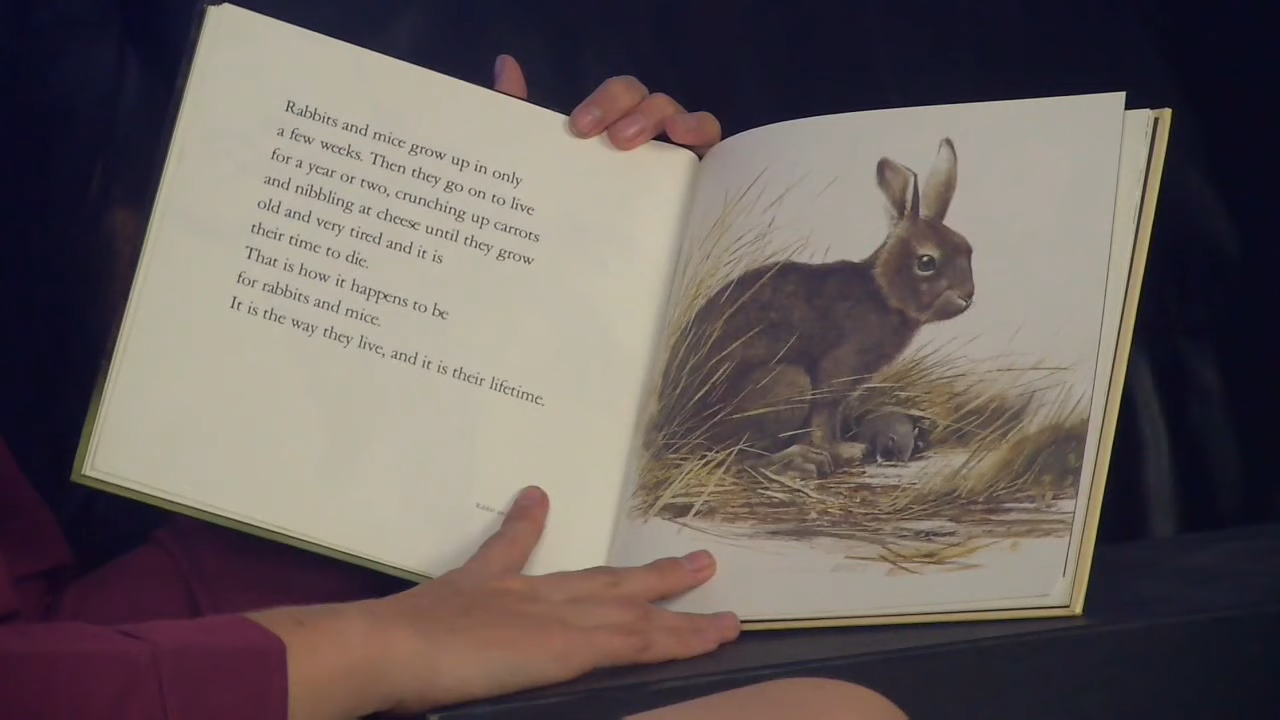 Rabbits and mice grow up in only
a few weeks. Then they go on to live
for a year or two, crunching up carrots
and nibbling at cheese until they grow
old and very tired and it is
their time to die.
That is how it happens to be
for rabbits and mice.
It is the way they live, and it is their lifetime.
Rabbit